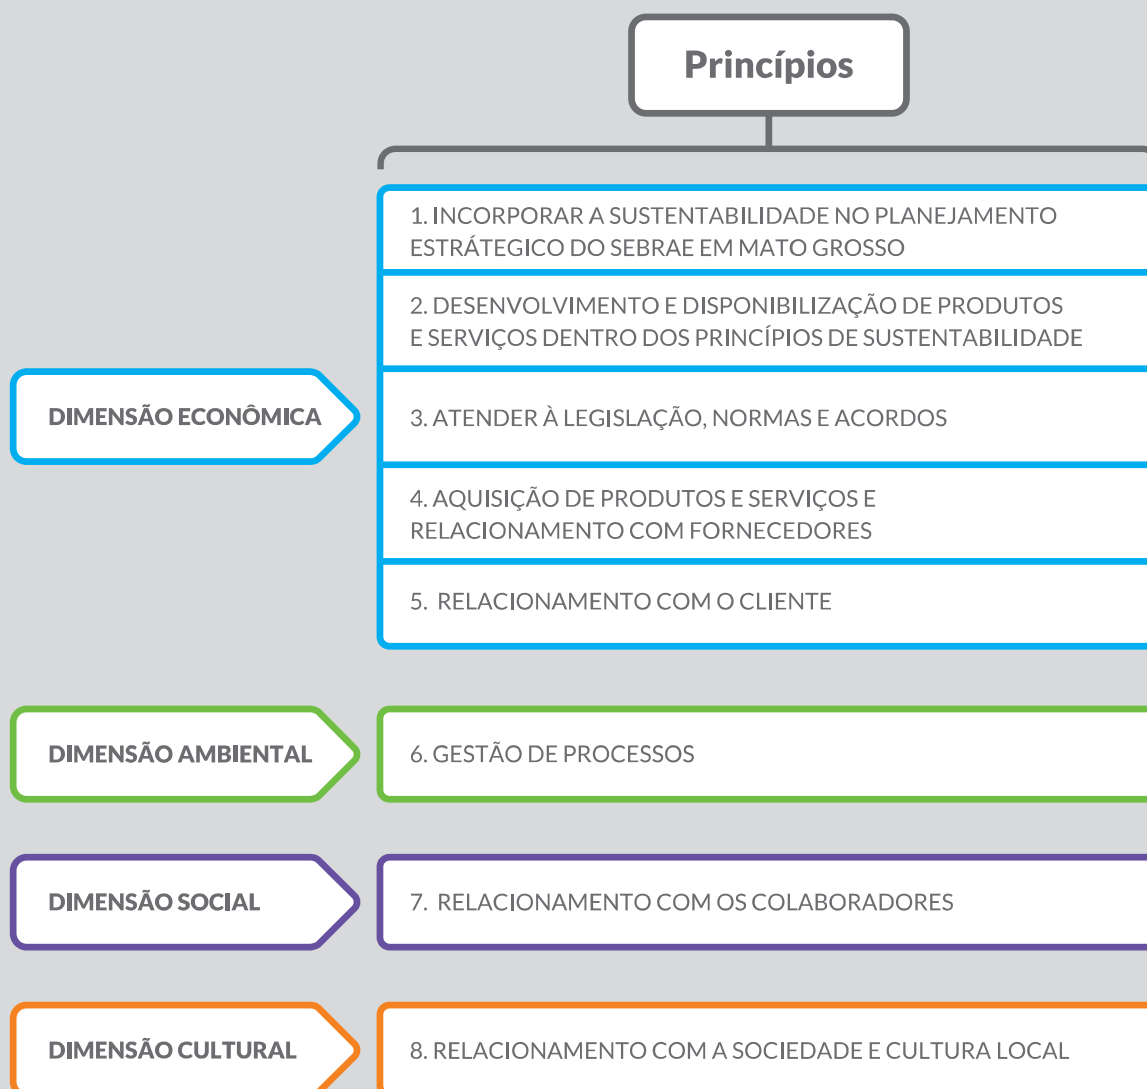 Princípios
1. INCORPORAR A SUSTENTABILIDADE NO PLANEJAMENTO
ESTRÁTEGICO DO SEBRAE EM MATO GROSSO
2. DESENVOLVIMENTO E DISPONIBILIZAÇÃO DE PRODUTOS
E SERVIÇOS DENTRO DOS PRINCÍPIOS DE SUSTENTABILIDADE
DIMENSÃO ECONÔMICA
3. ATENDER À LEGISLAÇÃO, NORMAS E ACORDOS
4. AQUISIÇÃO DE PRODUTOS E SERVIÇOS E
RELACIONAMENTO COM FORNECEDORES
5. RELACIONAMENTO COM O CLIENTE
DIMENSÃO AMBIENTAL
6. GESTÃO DE PROCESSOS
DIMENSÃO SOCIAL
7. RELACIONAMENTO COM OS COLABORADORES
DIMENSÃO CULTURAL
8. RELACIONAMENTO COM A SOCIEDADE E CULTURA LOCAL